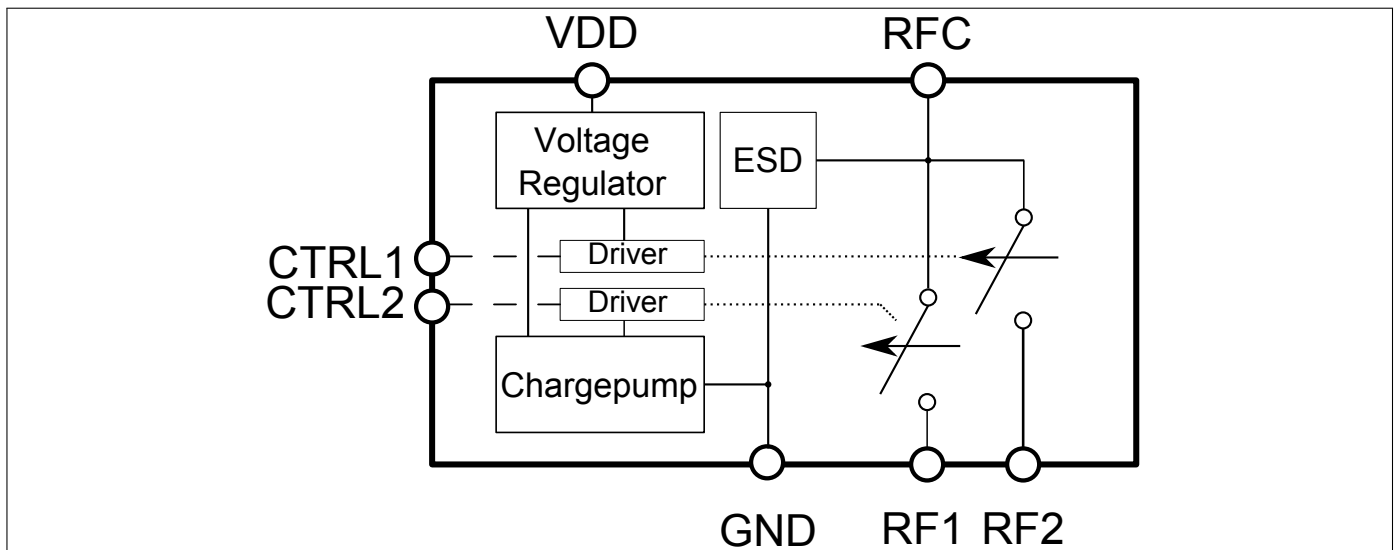 VDD
RFC
Voltage
Regulator
ESD
CTRL1
Driver
CTRL2
Driver
Chargepump
GND
RF1
RF2